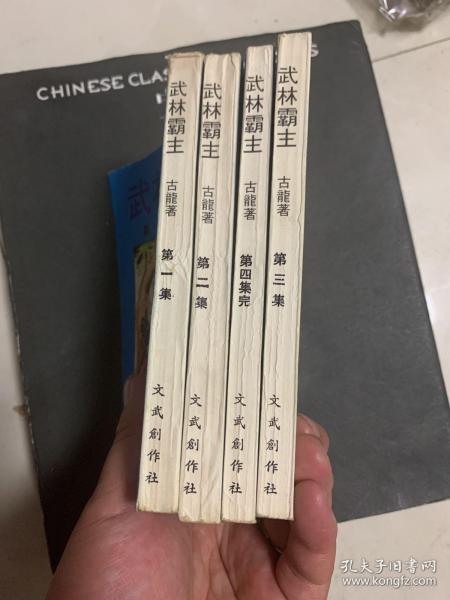 CHINESE CLAS
S
武
武林霸主
古龍著
第一集
文武創作社
武林霸主
古龍著
第二集
文武創作社
武林霸主
古龍著
第四集完
文武創作社
武林霸主
古龍著
第三集
文武創作社
孔夫子旧书网
www.kongfz.com